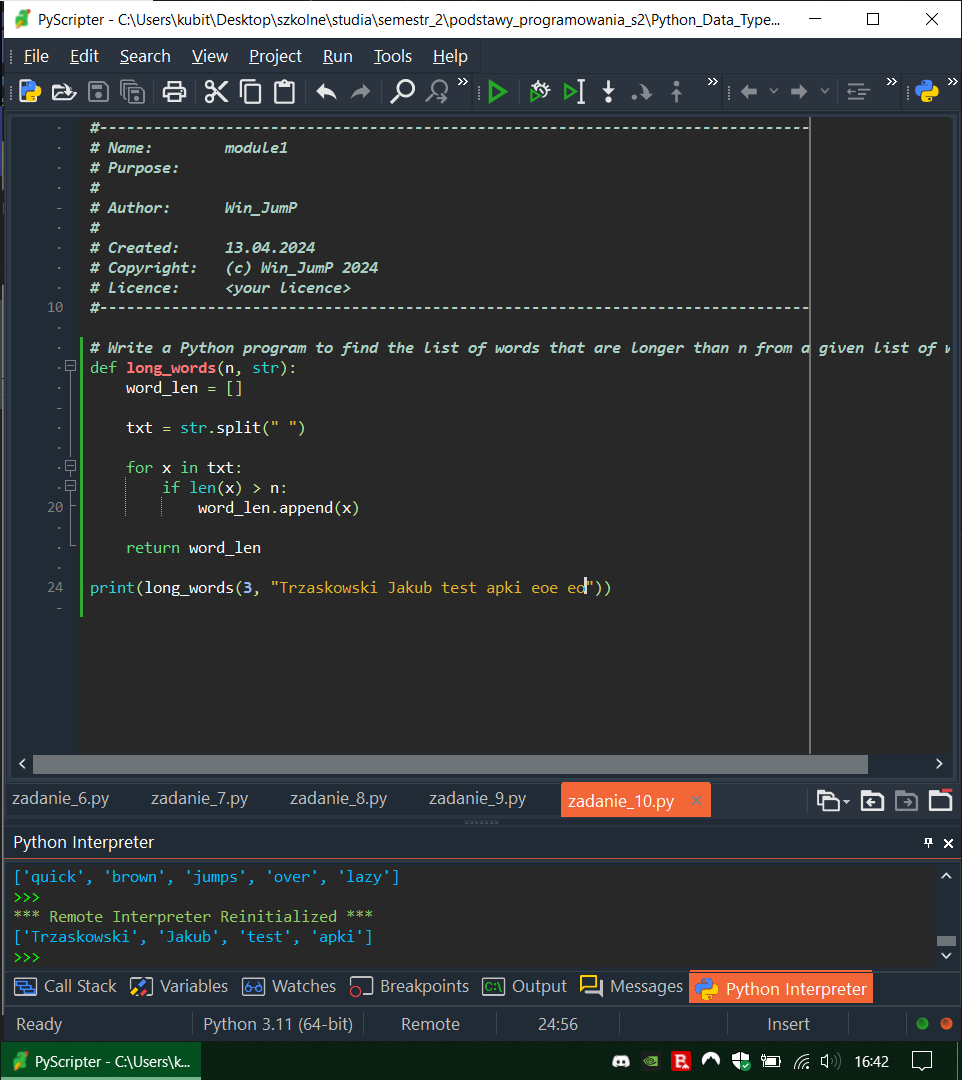 PyScripter - C:\Users\kubit\Desktop\szkolne\studia\semestr_2\podstawy_programowania_s2\Python_Data_Type...
File Edit Search View Project Run Tools Help
#-------------------------------------------------------------------------------
# Name:        module1
# Purpose:
#
# Author:      Win_JumP
#
# Created:     13.04.2024
# Copyright:   (c) Win_JumP 2024
# Licence:     <your licence>
10 #-------------------------------------------------------------------------------
# Write a Python program to find the list of words that are longer than n from a given list of w
def long_words(n, str):
    word_len = []
    txt = str.split(" ")
    for x in txt:
        if len(x) > n:
20             word_len.append(x)
    return word_len
24 print(long_words(3, "Trzaskowski Jakub test apki eoe eo"))
zadanie_6.py zadanie_7.py zadanie_8.py zadanie_9.py zadanie_10.py
Python Interpreter
['quick', 'brown', 'jumps', 'over', 'lazy']
>>>
*** Remote Interpreter Reinitialized ***
['Trzaskowski', 'Jakub', 'test', 'apki']
>>>
Call Stack Variables Watches Breakpoints C:\ Output Messages Python Interpreter
Ready Python 3.11 (64-bit) Remote 24:56 Insert
PyScripter - C:\Users\k... 16:42